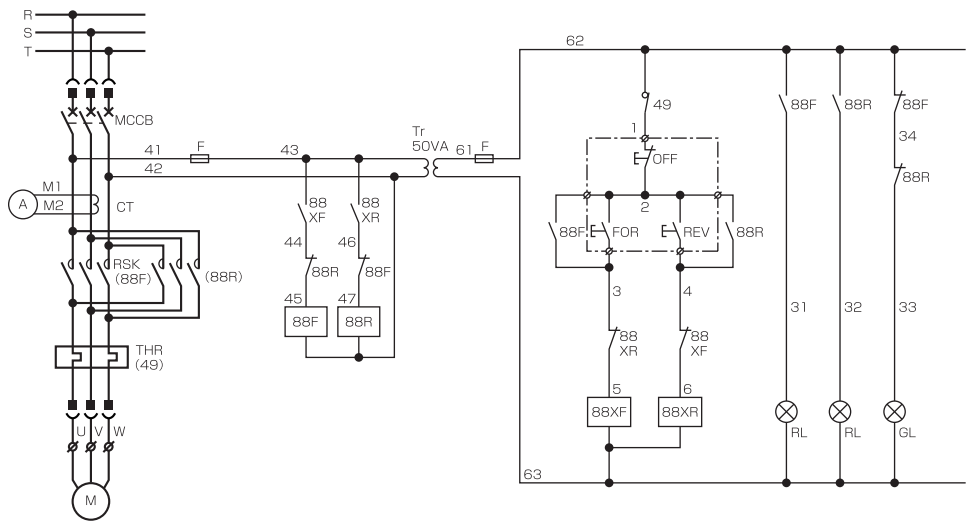 R
S
T
MCCB
41
F
43
42
Tr
50VA
61
F
62
49
1
OFF
2
88F
FOR
REV
88R
88F
88R
88F
34
88R
M1
A
M2
CT
88
XF
88
XR
44
88R
46
88F
45
47
88F
88R
RSK
(88F)
(88R)
THR
(49)
U
V
W
M
3
4
88
XR
88
XF
5
6
88XF
88XR
31
32
33
RL
RL
GL
63